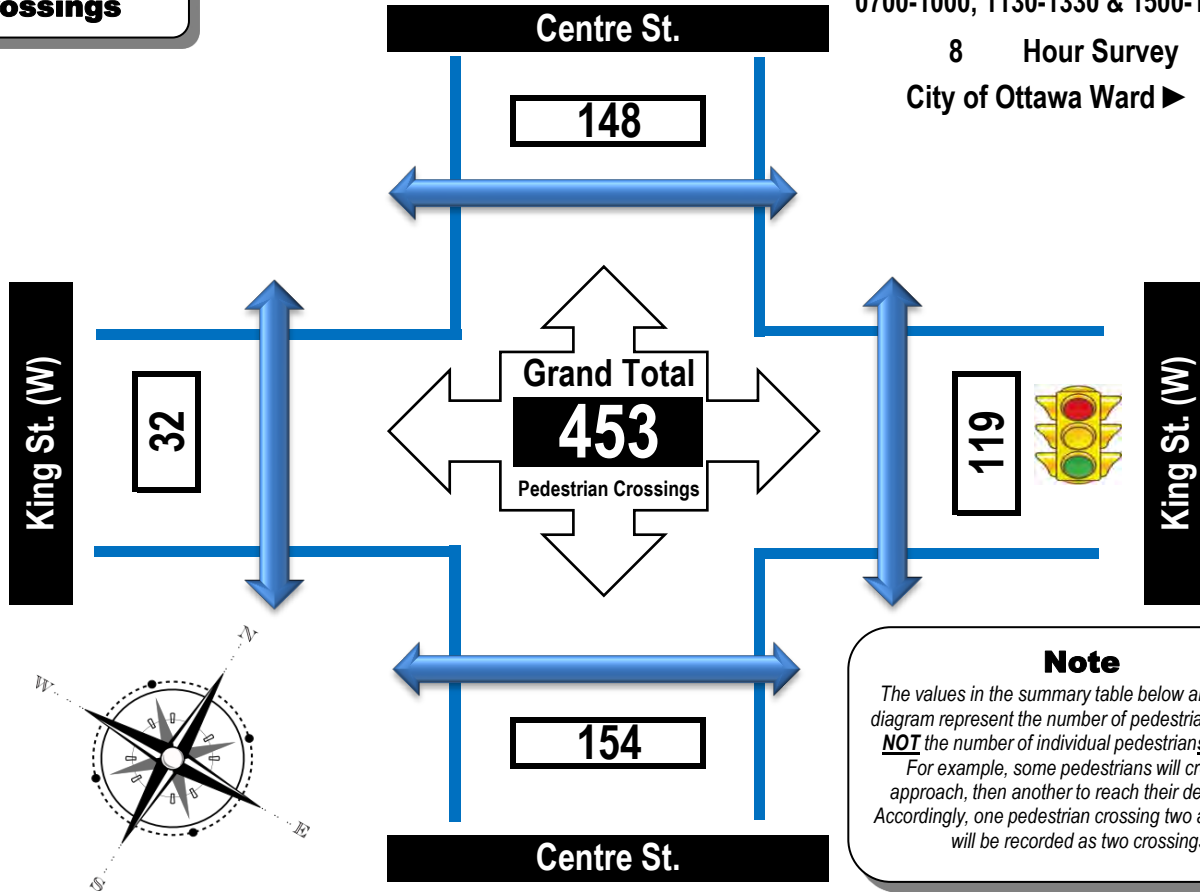 ossings
0700-1000, 1130-1330 & 1500-1
8 Hour Survey
City of Ottawa Ward ►
Centre St.
148
King St. (W)
32
Grand Total
453
Pedestrian Crossings
119
King St. (W)
154
Centre St.
N
W
E
S
Note
The values in the summary table below a
diagram represent the number of pedestria
NOT the number of individual pedestrians
For example, some pedestrians will cr
approach, then another to reach their de
Accordingly, one pedestrian crossing two a
will be recorded as two crossing